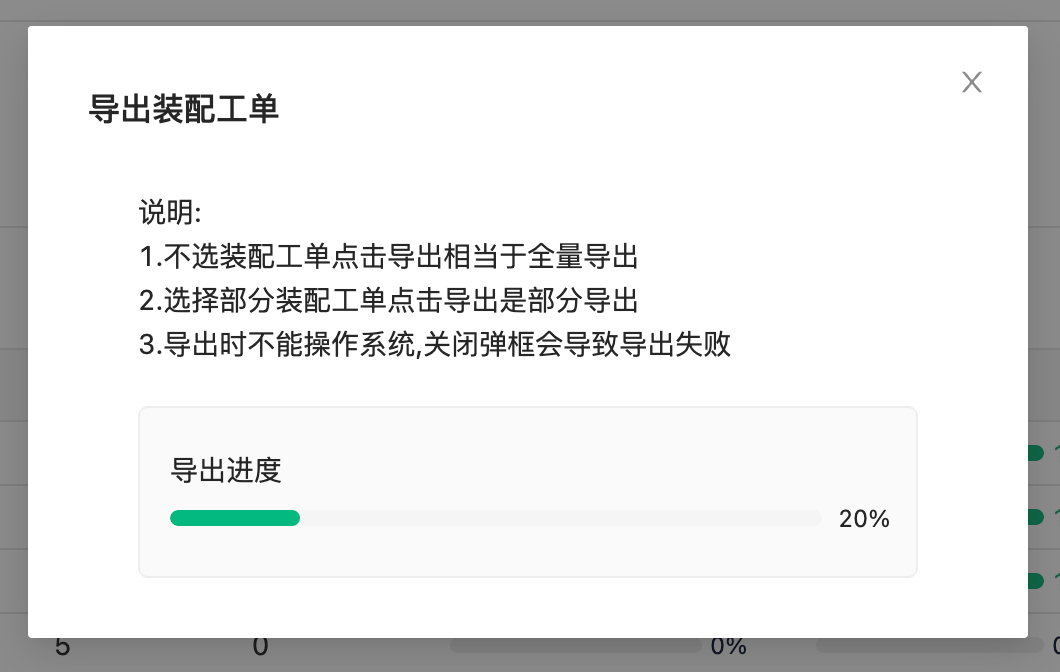 导出装配工单
说明:
1.不选装配工单点击导出相当于全量导出
2.选择部分装配工单点击导出是部分导出
3.导出时不能操作系统,关闭弹框会导致导出失败
导出进度
20%
5 0 0%